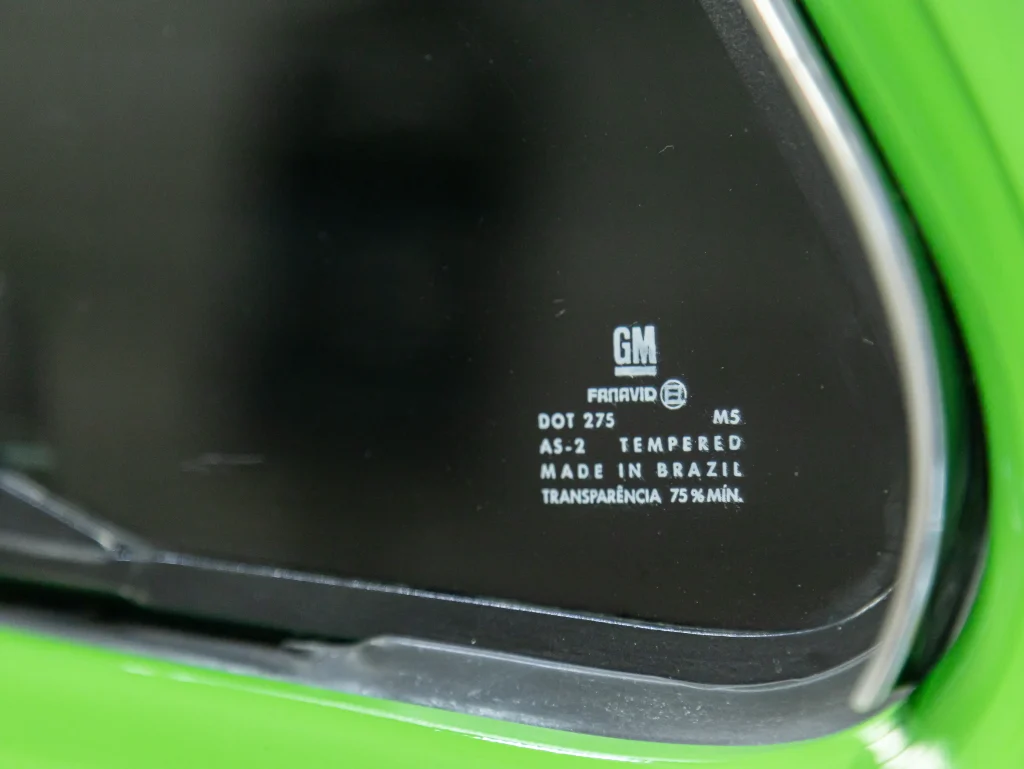 GM
FANAVID
DOT 275 M5
AS-2 TEMPERED
MADE IN BRAZIL
TRANSPARÊNCIA 75% MÍN.